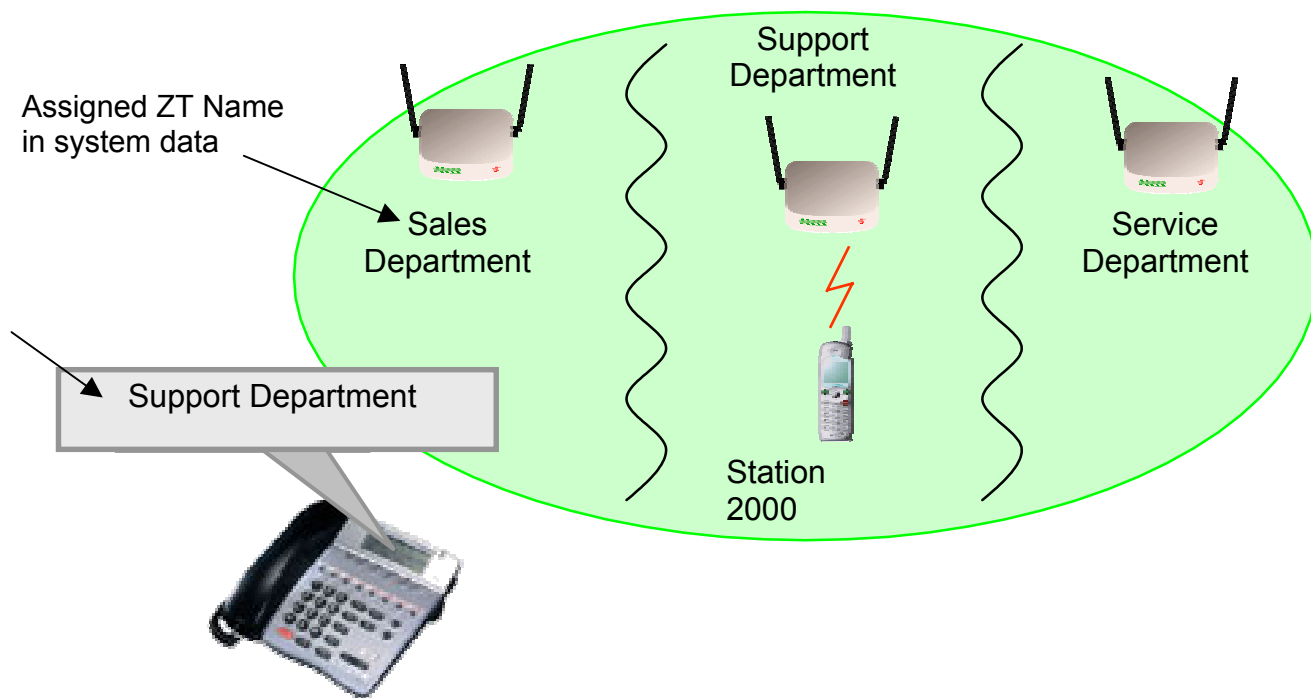 Support
Department
Assigned ZT Name
in system data
Sales
Department
Service
Department
Support Department
Station
2000